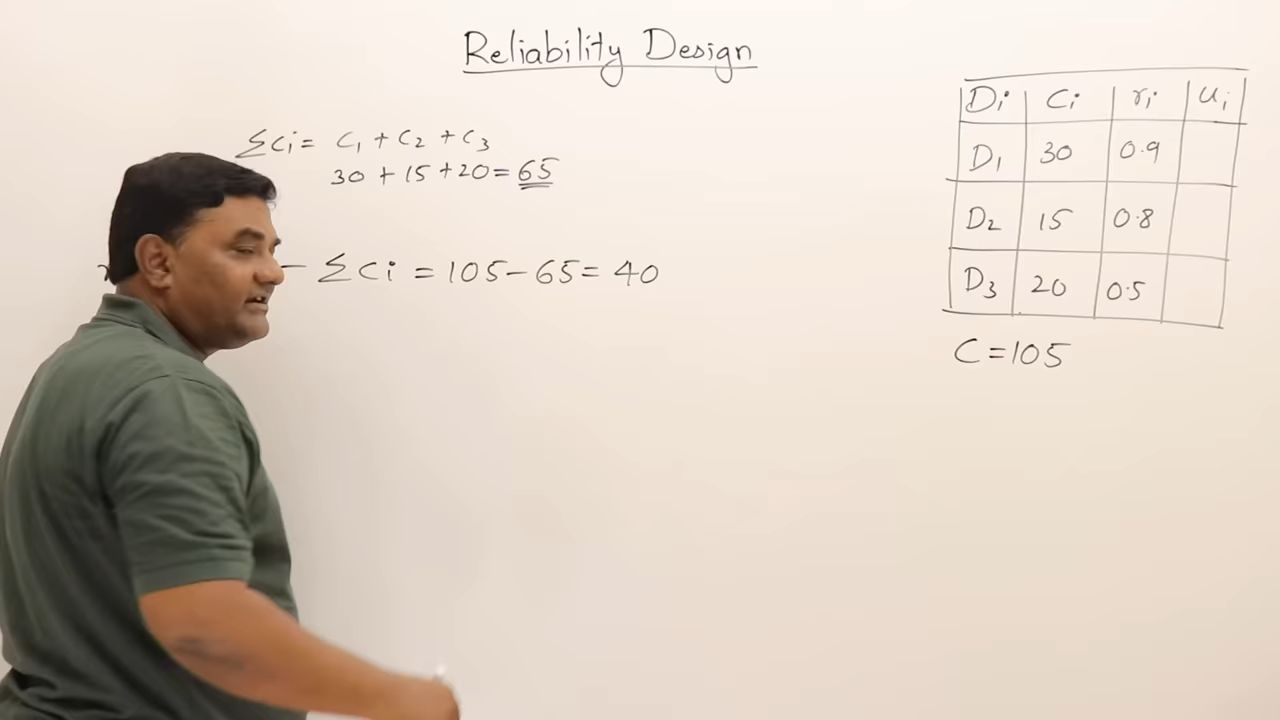 Reliability Design
ΣCi = C₁ + C₂ + C₃
30 + 15 + 20 = 65
– ΣCi = 105 – 65 = 40
Di Ci ri ui
D₁ 30 0.9
D₂ 15 0.8
D₃ 20 0.5
C = 105